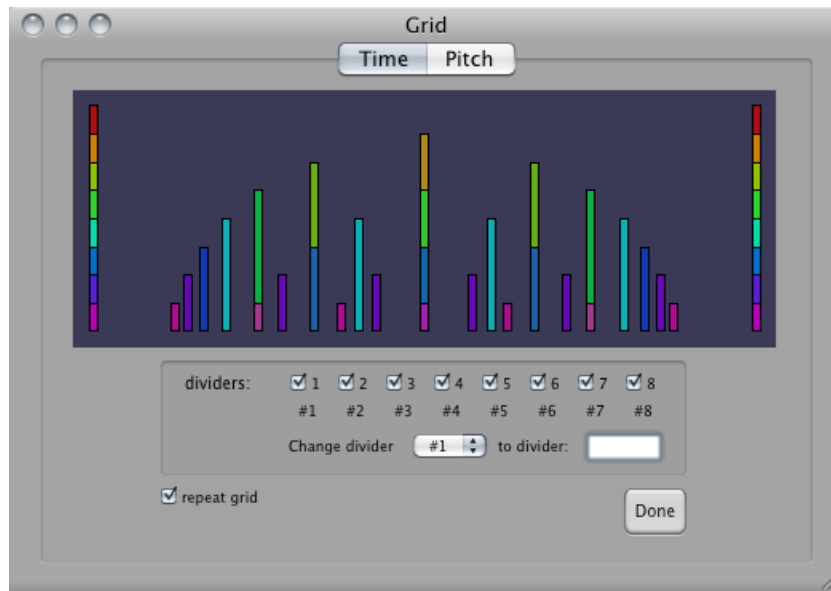 Grid
Time Pitch
dividers: 1 2 3 4 5 6 7 8
#1 #2 #3 #4 #5 #6 #7 #8
Change divider #1 to divider:
repeat grid
Done